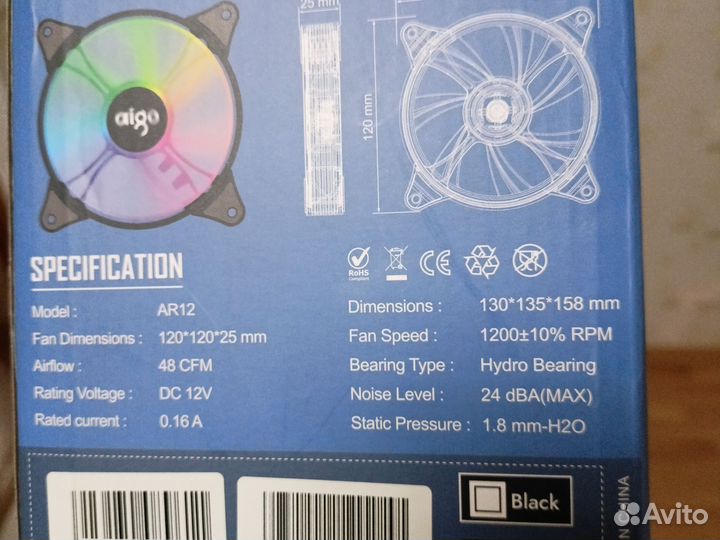 25 mm
aigo
120 mm
SPECIFICATION
RoHS
Compliant
CE
Model : AR12
Fan Dimensions : 120*120*25 mm
Airflow : 48 CFM
Rating Voltage : DC 12V
Rated current : 0.16 A
Dimensions : 130*135*158 mm
Fan Speed : 1200±10% RPM
Bearing Type : Hydro Bearing
Noise Level : 24 dBA(MAX)
Static Pressure : 1.8 mm-H2O
Black
N CHINA
Avito